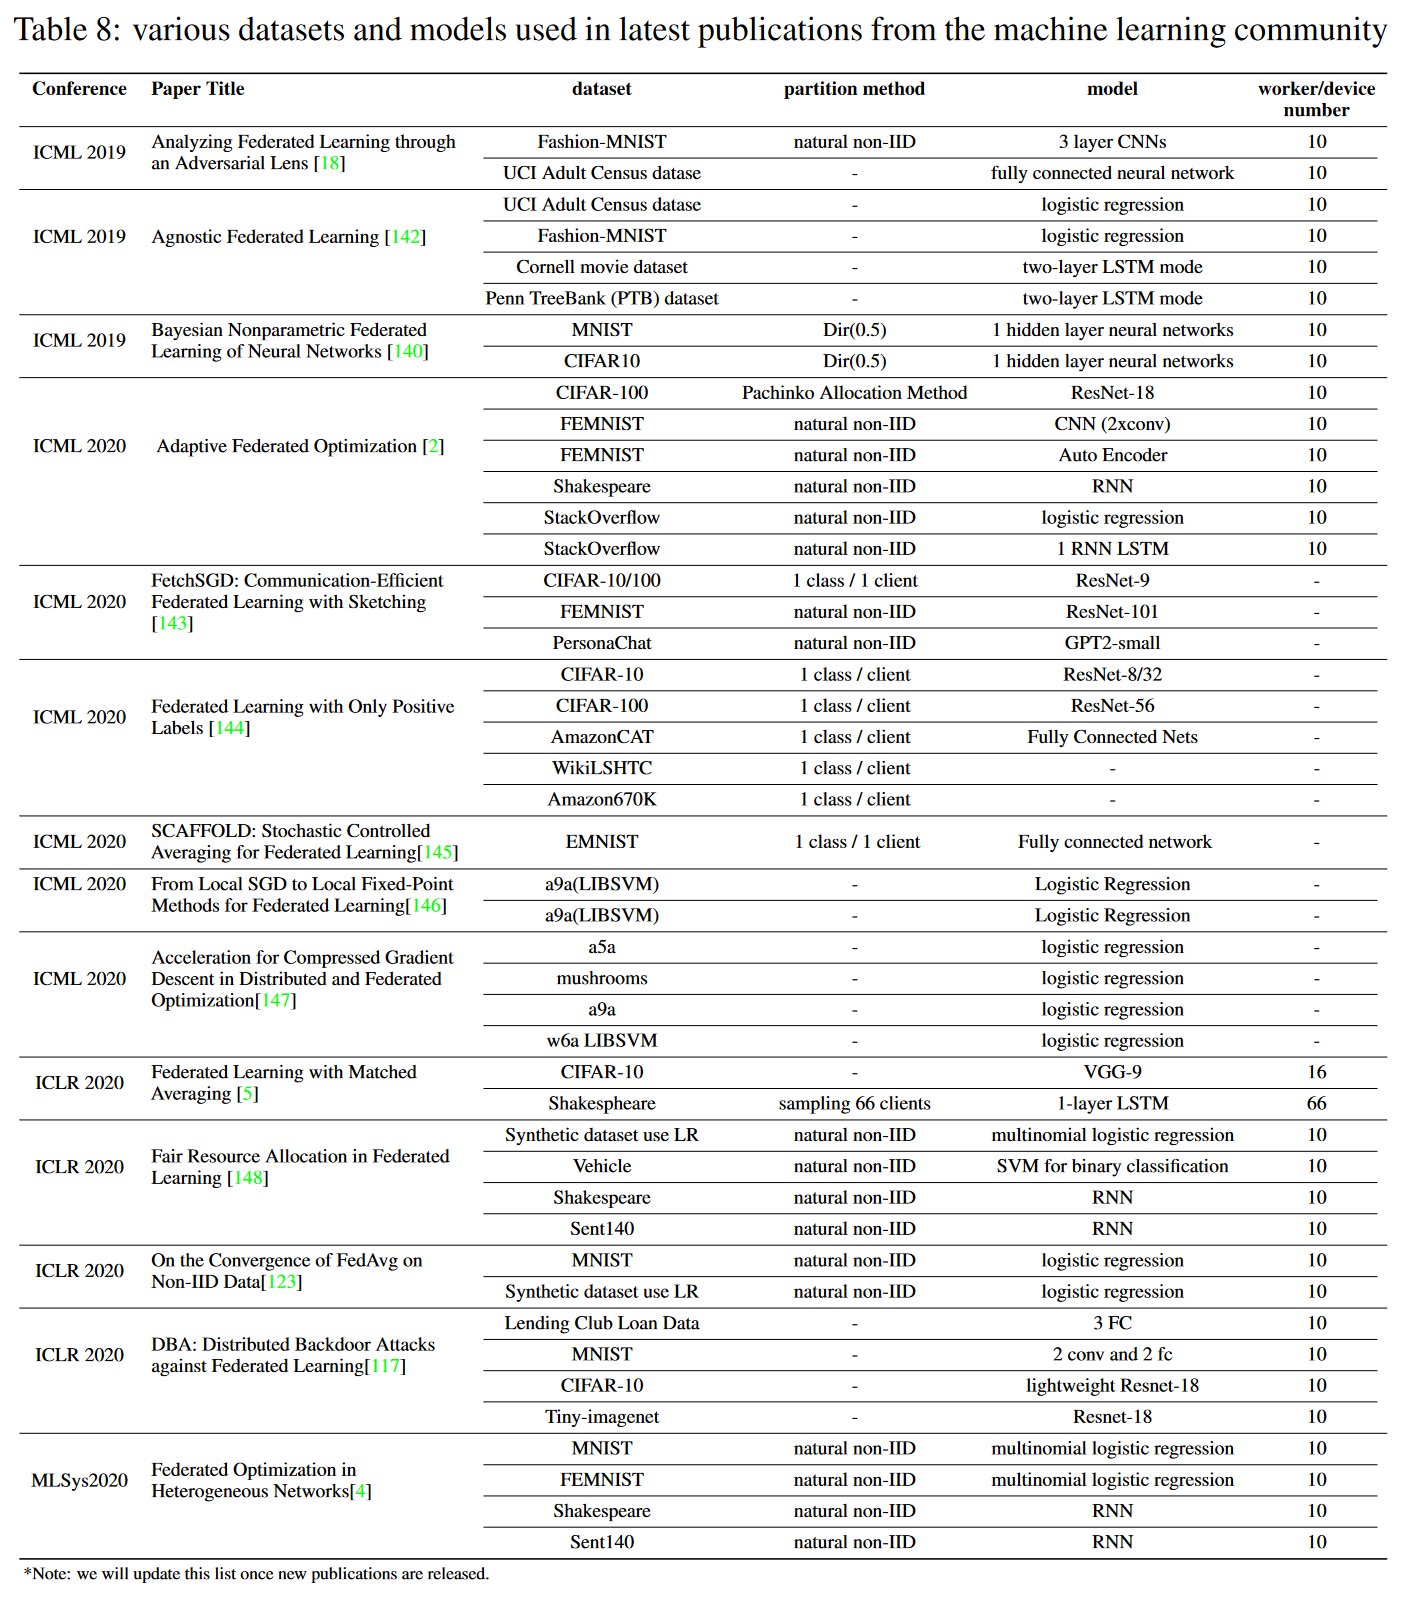 Table 8: various datasets and models used in latest publications from the machine learning community
Conference Paper Title dataset partition method model worker/device number
ICML 2019 Analyzing Federated Learning through an Adversarial Lens [18] Fashion-MNIST natural non-IID 3 layer CNNs 10
UCI Adult Census datase - fully connected neural network 10
ICML 2019 Agnostic Federated Learning [142] UCI Adult Census datase - logistic regression 10
Fashion-MNIST - logistic regression 10
Cornell movie dataset - two-layer LSTM mode 10
Penn TreeBank (PTB) dataset - two-layer LSTM mode 10
ICML 2019 Bayesian Nonparametric Federated Learning of Neural Networks [140] MNIST Dir(0.5) 1 hidden layer neural networks 10
CIFAR10 Dir(0.5) 1 hidden layer neural networks 10
ICML 2020 Adaptive Federated Optimization [2] CIFAR-100 Pachinko Allocation Method ResNet-18 10
FEMNIST natural non-IID CNN (2xconv) 10
FEMNIST natural non-IID Auto Encoder 10
Shakespeare natural non-IID RNN 10
StackOverflow natural non-IID logistic regression 10
StackOverflow natural non-IID 1 RNN LSTM 10
ICML 2020 FetchSGD: Communication-Efficient Federated Learning with Sketching [143] CIFAR-10/100 1 class / 1 client ResNet-9 -
FEMNIST natural non-IID ResNet-101 -
PersonaChat natural non-IID GPT2-small -
ICML 2020 Federated Learning with Only Positive Labels [144] CIFAR-10 1 class / client ResNet-8/32 -
CIFAR-100 1 class / client ResNet-56 -
AmazonCAT 1 class / client Fully Connected Nets -
WikiLSHTC 1 class / client - -
Amazon670K 1 class / client - -
ICML 2020 SCAFFOLD: Stochastic Controlled Averaging for Federated Learning[145] EMNIST 1 class / 1 client Fully connected network -
ICML 2020 From Local SGD to Local Fixed-Point Methods for Federated Learning[146] a9a(LIBSVM) - Logistic Regression -
a9a(LIBSVM) - Logistic Regression -
ICML 2020 Acceleration for Compressed Gradient Descent in Distributed and Federated Optimization[147] a5a - logistic regression -
mushrooms - logistic regression -
a9a - logistic regression -
w6a LIBSVM - logistic regression -
ICLR 2020 Federated Learning with Matched Averaging [5] CIFAR-10 - VGG-9 16
Shakespheare sampling 66 clients 1-layer LSTM 66
ICLR 2020 Fair Resource Allocation in Federated Learning [148] Synthetic dataset use LR natural non-IID multinomial logistic regression 10
Vehicle natural non-IID SVM for binary classification 10
Shakespeare natural non-IID RNN 10
Sent140 natural non-IID RNN 10
ICLR 2020 On the Convergence of FedAvg on Non-IID Data[123] MNIST natural non-IID logistic regression 10
Synthetic dataset use LR natural non-IID logistic regression 10
ICLR 2020 DBA: Distributed Backdoor Attacks against Federated Learning[117] Lending Club Loan Data - 3 FC 10
MNIST - 2 conv and 2 fc 10
CIFAR-10 - lightweight Resnet-18 10
Tiny-imagenet - Resnet-18 10
MLSys2020 Federated Optimization in Heterogeneous Networks[4] MNIST natural non-IID multinomial logistic regression 10
FEMNIST natural non-IID multinomial logistic regression 10
Shakespeare natural non-IID RNN 10
Sent140 natural non-IID RNN 10
*Note: we will update this list once new publications are released.